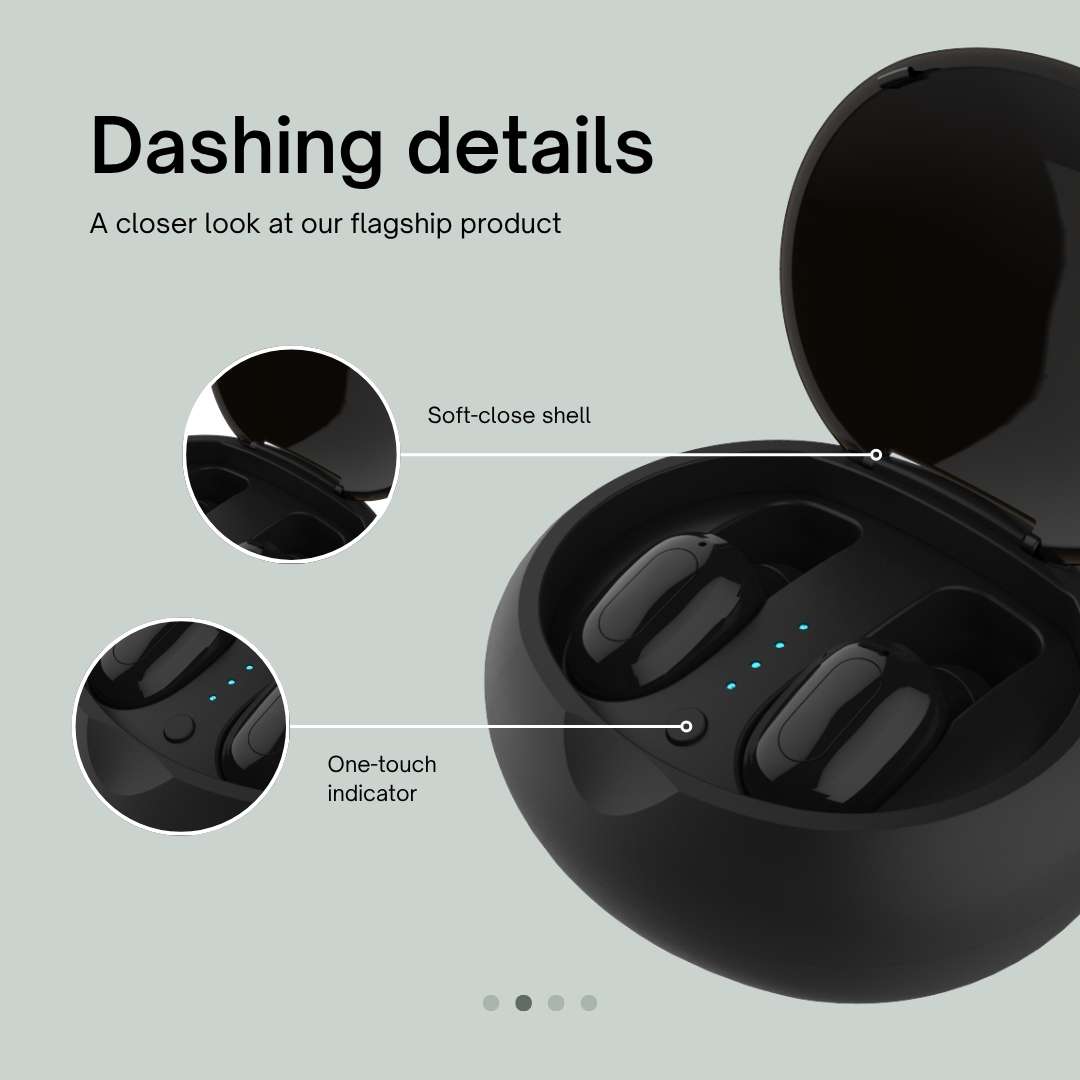 Dashing details
A closer look at our flagship product
Soft-close shell
One-touch
indicator